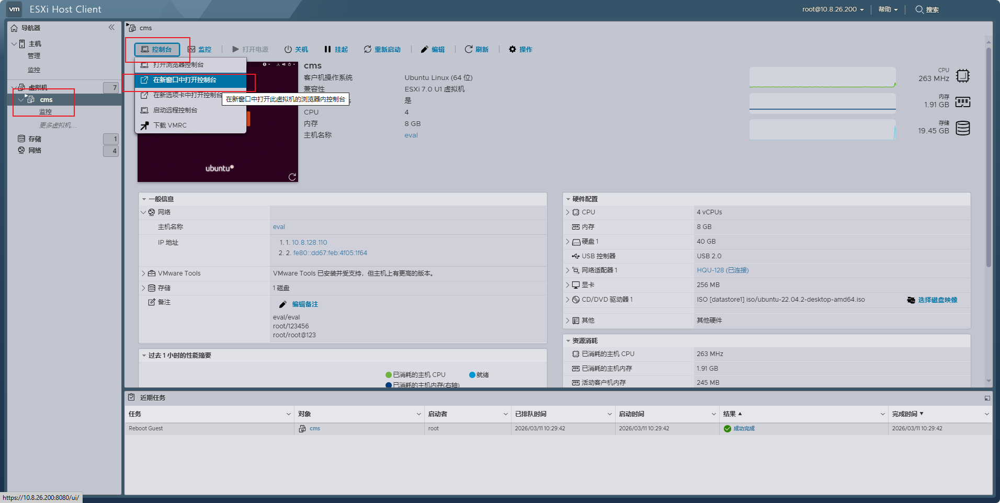 vm ESXi Host Client
root@10.8.26.200 帮助 搜索
导航器
主机
管理
监控
虚拟机 7
cms
监控
更多虚拟机...
存储 1
网络 4
cms
控制台 监控 打开电源 关机 挂起 重新启动 编辑 刷新 操作
打开浏览器控制台
在新窗口中打开控制台
在新选项卡中打开控制台
启动远程控制台
下载 VMRC
在新窗口中打开此虚拟机的浏览器内控制台
ubuntu
cms
客户机操作系统 Ubuntu Linux (64 位)
兼容性 ESXi 7.0 U1 虚拟机
s 是
CPU 4
内存 8 GB
主机名称 eval
CPU
263 MHz
内存
1.91 GB
存储
19.45 GB
一般信息
网络
主机名称 eval
IP 地址 1. 1. 10.8.128.110
2. 2. fe80::dd67:feb:4f05:1f64
VMware Tools VMware Tools 已安装并受支持，但主机上有更高的版本。
存储 1 磁盘
备注 编辑备注
eval/eval
root/123456
root/root@123
过去 1 小时的性能摘要
已消耗的主机 CPU 就绪
已消耗的主机内存(右轴)
硬件配置
CPU 4 vCPUs
内存 8 GB
硬盘 1 40 GB
USB 控制器 USB 2.0
网络适配器 1 HQU-128 (已连接)
显卡 256 MB
CD/DVD 驱动器 1 ISO [datastore1] iso/ubuntu-22.04.2-desktop-amd64.iso 选择磁盘映像
其他 其他硬件
资源消耗
已消耗的主机 CPU 263 MHz
已消耗的主机内存 1.91 GB
活动客户机内存 245 MB
近期任务
任务 对象 启动者 已排队时间 启动时间 结果 ▲ 完成时间 ▼
Reboot Guest cms root 2026/03/11 10:29:42 2026/03/11 10:29:42 成功完成 2026/03/11 10:29:42
https://10.8.26.200:8080/ui/